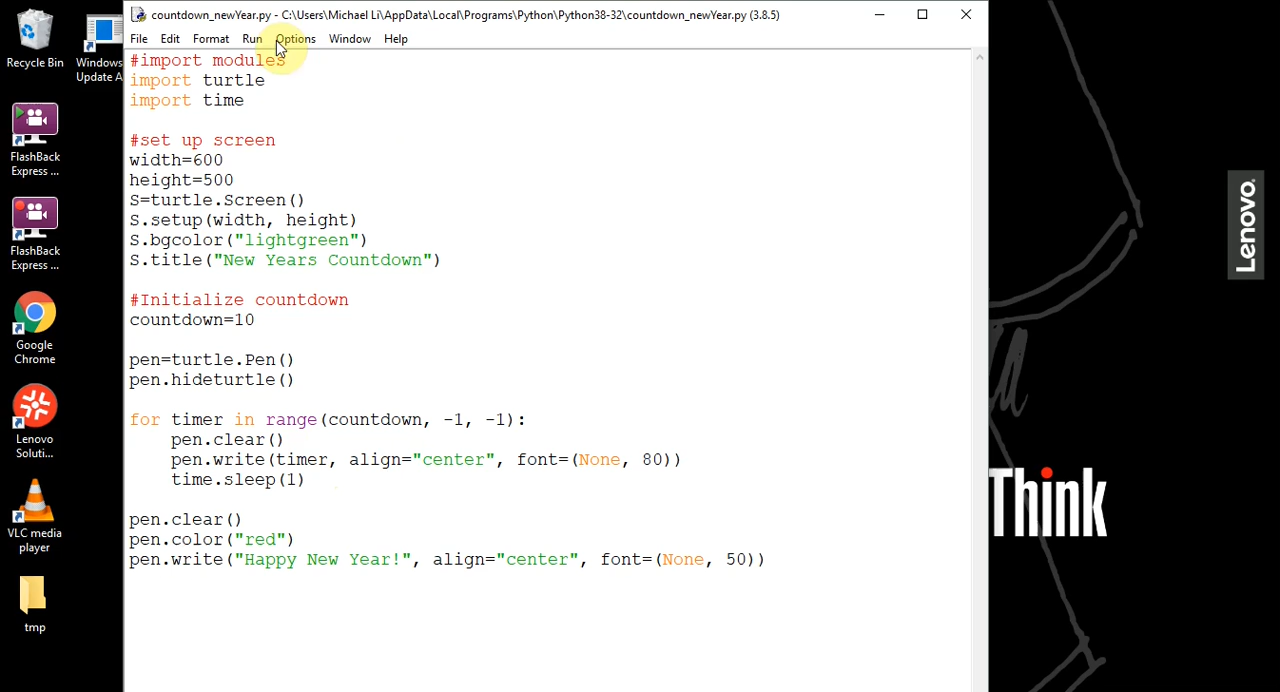 countdown_newYear.py - C:\Users\Michael Li\AppData\Local\Programs\Python\Python38-32\countdown_newYear.py (3.8.5)
File Edit Format Run Options Window Help
#import modules
import turtle
import time
#set up screen
width=600
height=500
S=turtle.Screen()
S.setup(width, height)
S.bgcolor("lightgreen")
S.title("New Years Countdown")
#Initialize countdown
countdown=10
pen=turtle.Pen()
pen.hideturtle()
for timer in range(countdown, -1, -1):
    pen.clear()
    pen.write(timer, align="center", font=(None, 80))
    time.sleep(1)
pen.clear()
pen.color("red")
pen.write("Happy New Year!", align="center", font=(None, 50))
Recycle Bin
Windows
Update A
FlashBack
Express ...
FlashBack
Express ...
Google
Chrome
Lenovo
Soluti...
VLC media
player
tmp
Lenovo
Think